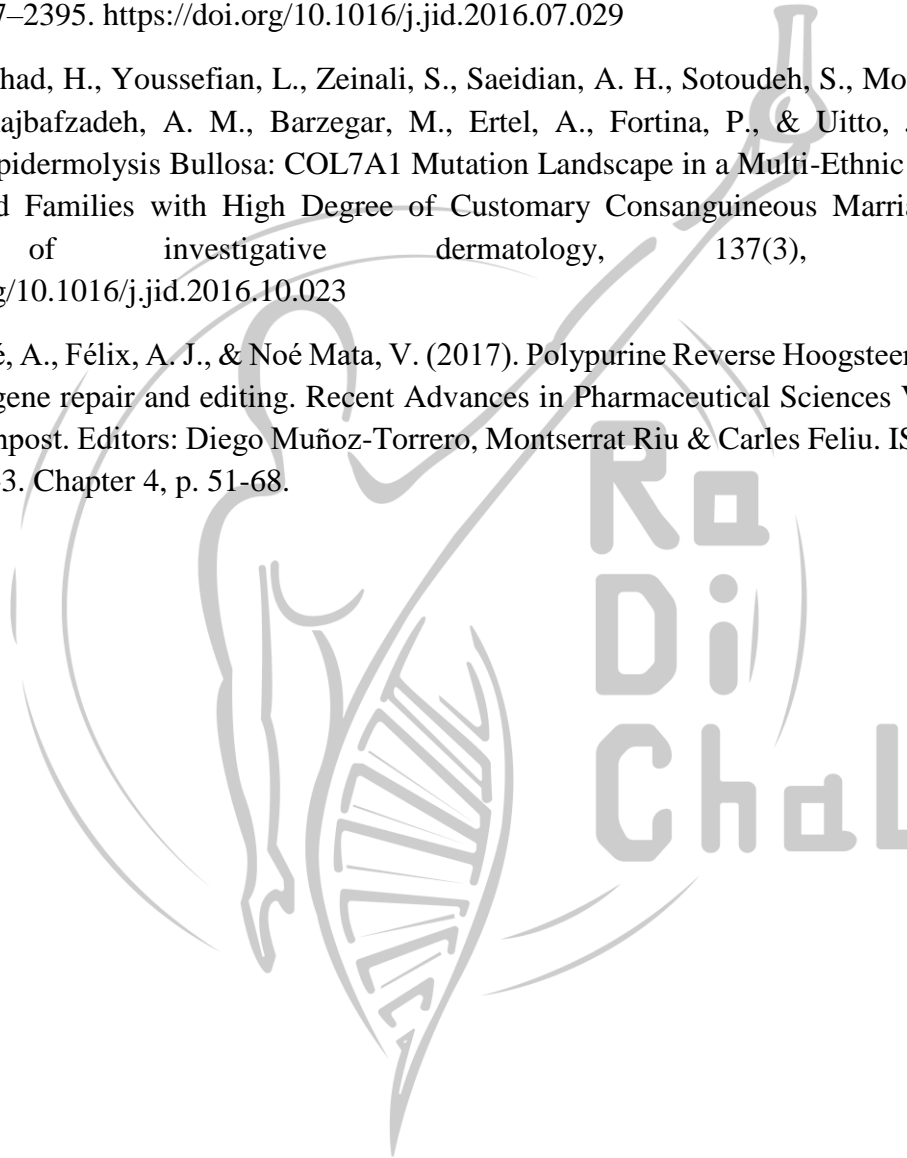 7–2395. https://doi.org/10.1016/j.jid.2016.07.029
had, H., Youssefian, L., Zeinali, S., Saeidian, A. H., Sotoudeh, S., Mo
ajbafzadeh, A. M., Barzegar, M., Ertel, A., Fortina, P., & Uitto, J
pidermolysis Bullosa: COL7A1 Mutation Landscape in a Multi-Ethnic
d Families with High Degree of Customary Consanguineous Marri
of investigative dermatology, 137(3),
g/10.1016/j.jid.2016.10.023
é, A., Félix, A. J., & Noé Mata, V. (2017). Polypurine Reverse Hoogsteen
gene repair and editing. Recent Advances in Pharmaceutical Sciences V
npost. Editors: Diego Muñoz-Torrero, Montserrat Riu & Carles Feliu. IS
-3. Chapter 4, p. 51-68.
Ra
Di
Chal